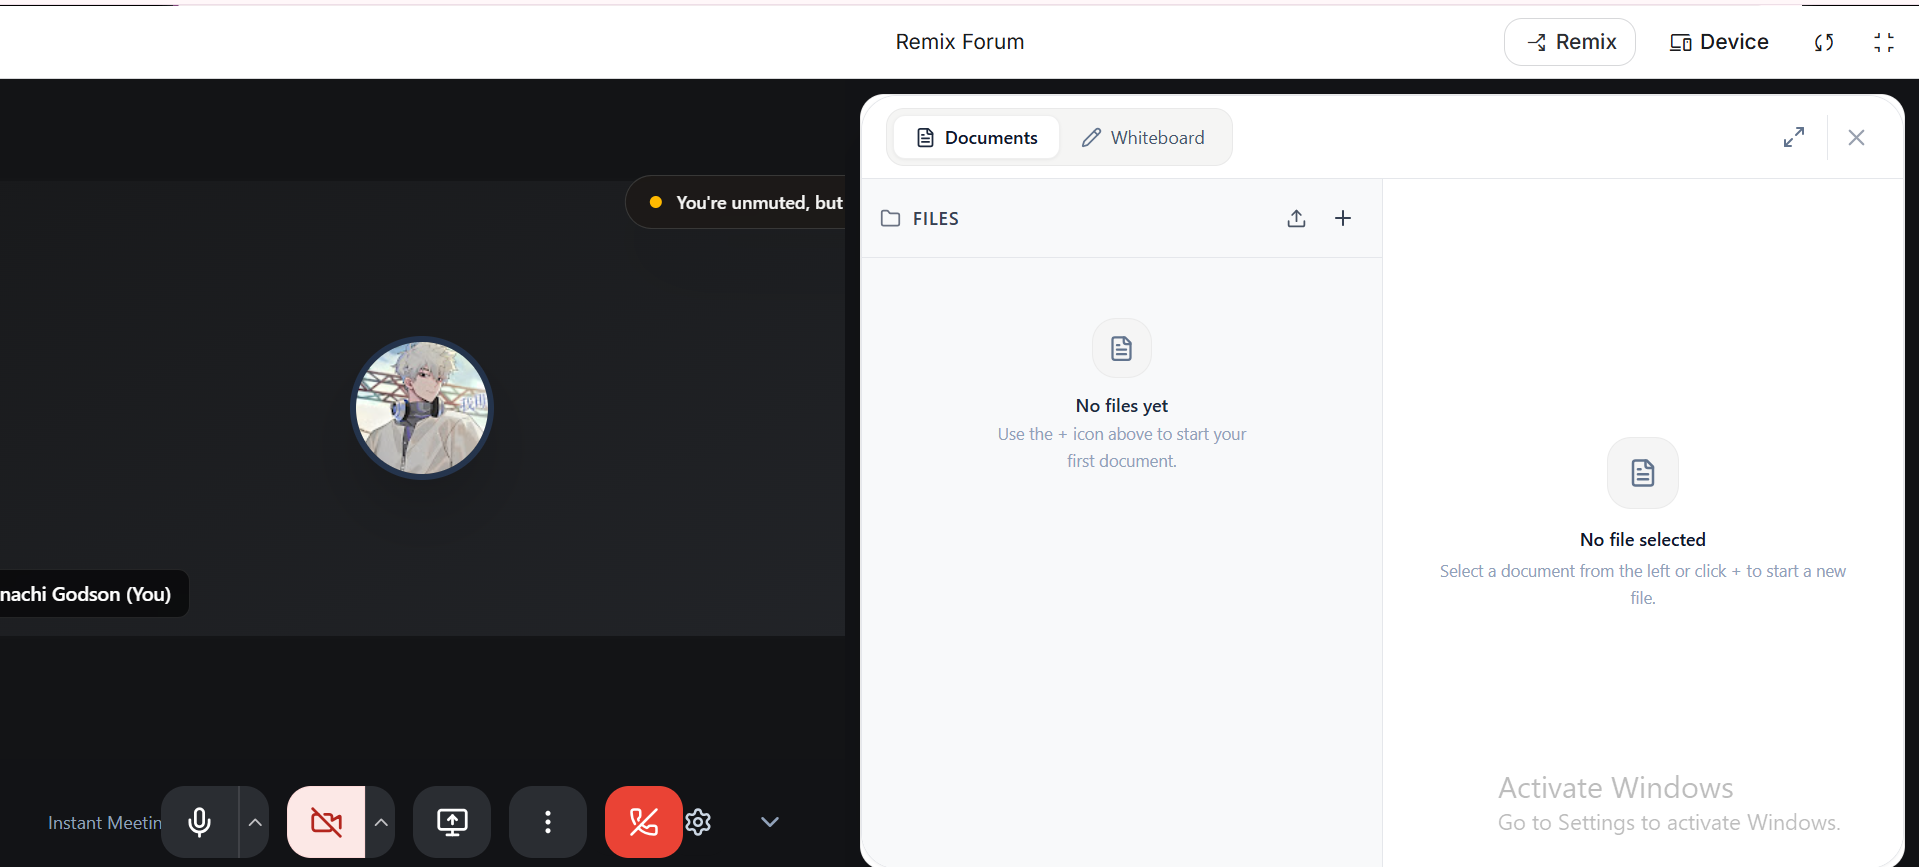 Remix Forum
Remix
Device
Documents
Whiteboard
You're unmuted, but
FILES
No files yet
Use the + icon above to start your
first document.
No file selected
Select a document from the left or click + to start a new
file.
nachi Godson (You)
Instant Meetin
Activate Windows
Go to Settings to activate Windows.